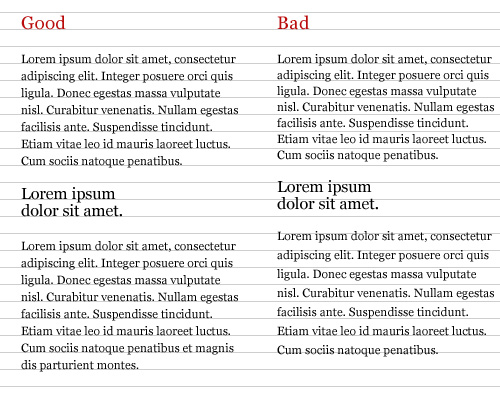 Good
Lorem ipsum dolor sit amet, consectetur
adipiscing elit. Integer posuere orci quis
ligula. Donec egestas massa vulputate
nisl. Curabitur venenatis. Nullam egestas
facilisis ante. Suspendisse tincidunt.
Etiam vitae leo id mauris laoreet luctus.
Cum sociis natoque penatibus.
Lorem ipsum
dolor sit amet.
Lorem ipsum dolor sit amet, consectetur
adipiscing elit. Integer posuere orci quis
ligula. Donec egestas massa vulputate
nisl. Curabitur venenatis. Nullam egestas
facilisis ante. Suspendisse tincidunt.
Etiam vitae leo id mauris laoreet luctus.
Cum sociis natoque penatibus et magnis
dis parturient montes.
Bad
Lorem ipsum dolor sit amet, consectetur
adipiscing elit. Integer posuere orci quis
ligula. Donec egestas massa vulputate
nisl. Curabitur venenatis. Nullam egestas
facilisis ante. Suspendisse tincidunt.
Etiam vitae leo id mauris laoreet luctus.
Cum sociis natoque penatibus.
Lorem ipsum
dolor sit amet.
Lorem ipsum dolor sit amet, consectetur
adipiscing elit. Integer posuere orci quis
ligula. Donec egestas massa vulputate
nisl. Curabitur venenatis. Nullam egestas
facilisis ante. Suspendisse tincidunt.
Etiam vitae leo id mauris laoreet luctus.
Cum sociis natoque penatibus.